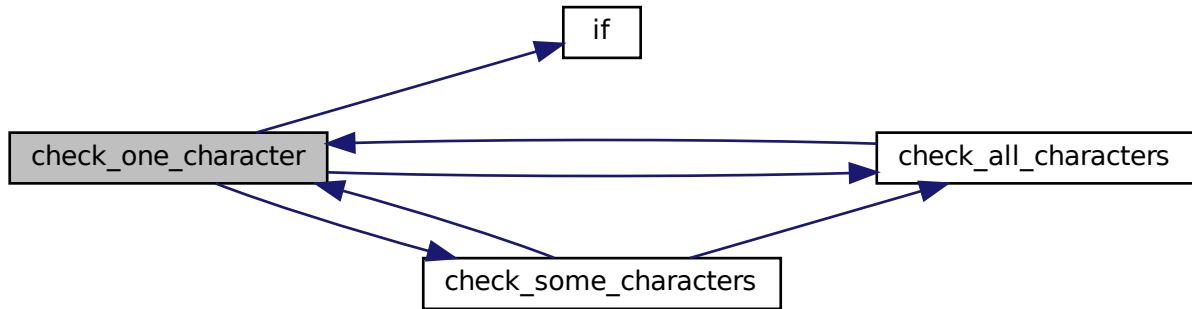 if
check_one_character
check_all_characters
check_some_characters